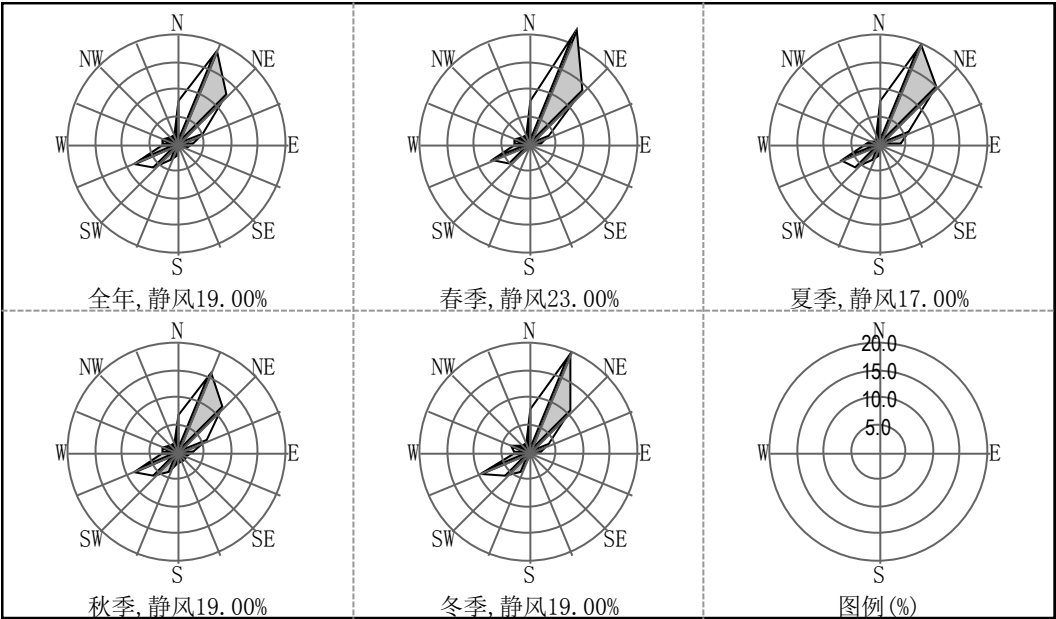 N
NW NE
W E
SW SE
S
全年,静风19.00%
N
NW NE
W E
SW SE
S
春季,静风23.00%
N
NW NE
W E
SW SE
S
夏季,静风17.00%
N
NW NE
W E
SW SE
S
秋季,静风19.00%
N
NW NE
W E
SW SE
S
冬季,静风19.00%
N
20.0
15.0
10.0
5.0
W E
S
图例(%)